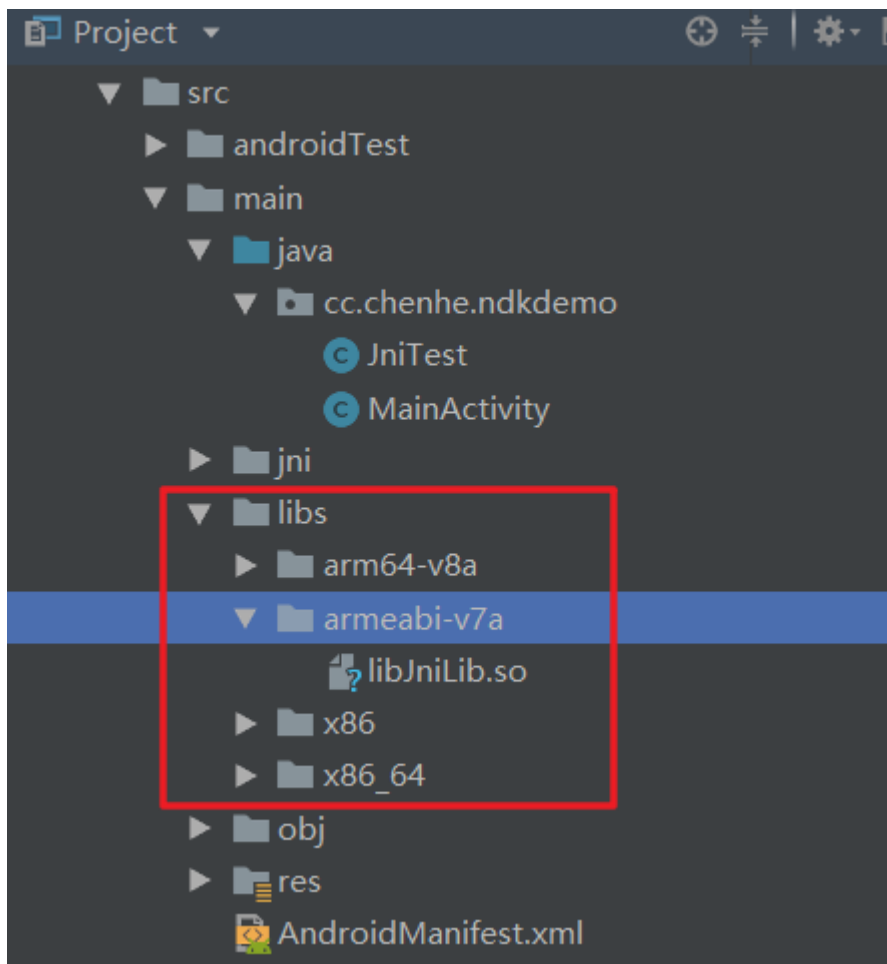 Project
src
androidTest
main
java
cc.chenhe.ndkdemo
JniTest
MainActivity
jni
libs
arm64-v8a
armeabi-v7a
libJniLib.so
x86
x86_64
obj
res
AndroidManifest.xml